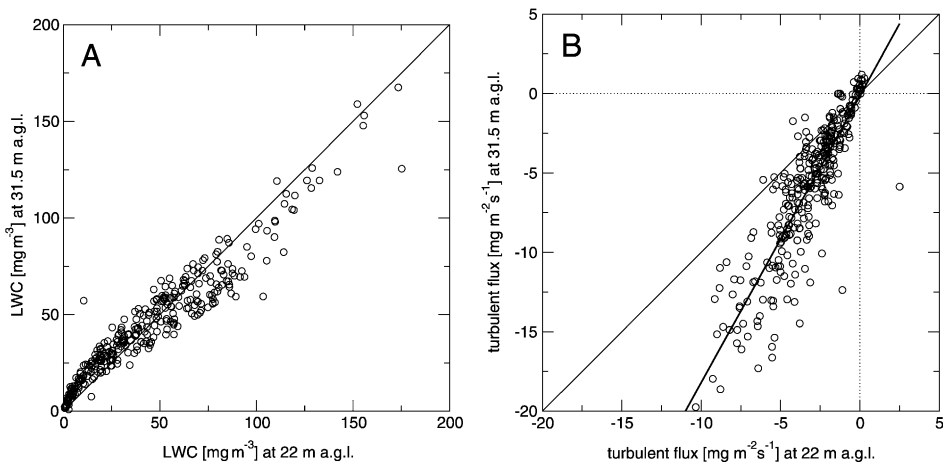 A
200
150
100
50
0
LWC [mg m⁻³] at 31.5 m a.g.l.
0 50 100 150 200
LWC [mg m⁻³] at 22 m a.g.l.
B
5
0
-5
-10
-15
-20
turbulent flux [mg m⁻² s⁻¹] at 31.5 m a.g.l.
-20 -15 -10 -5 0 5
turbulent flux [mg m⁻²s⁻¹] at 22 m a.g.l.